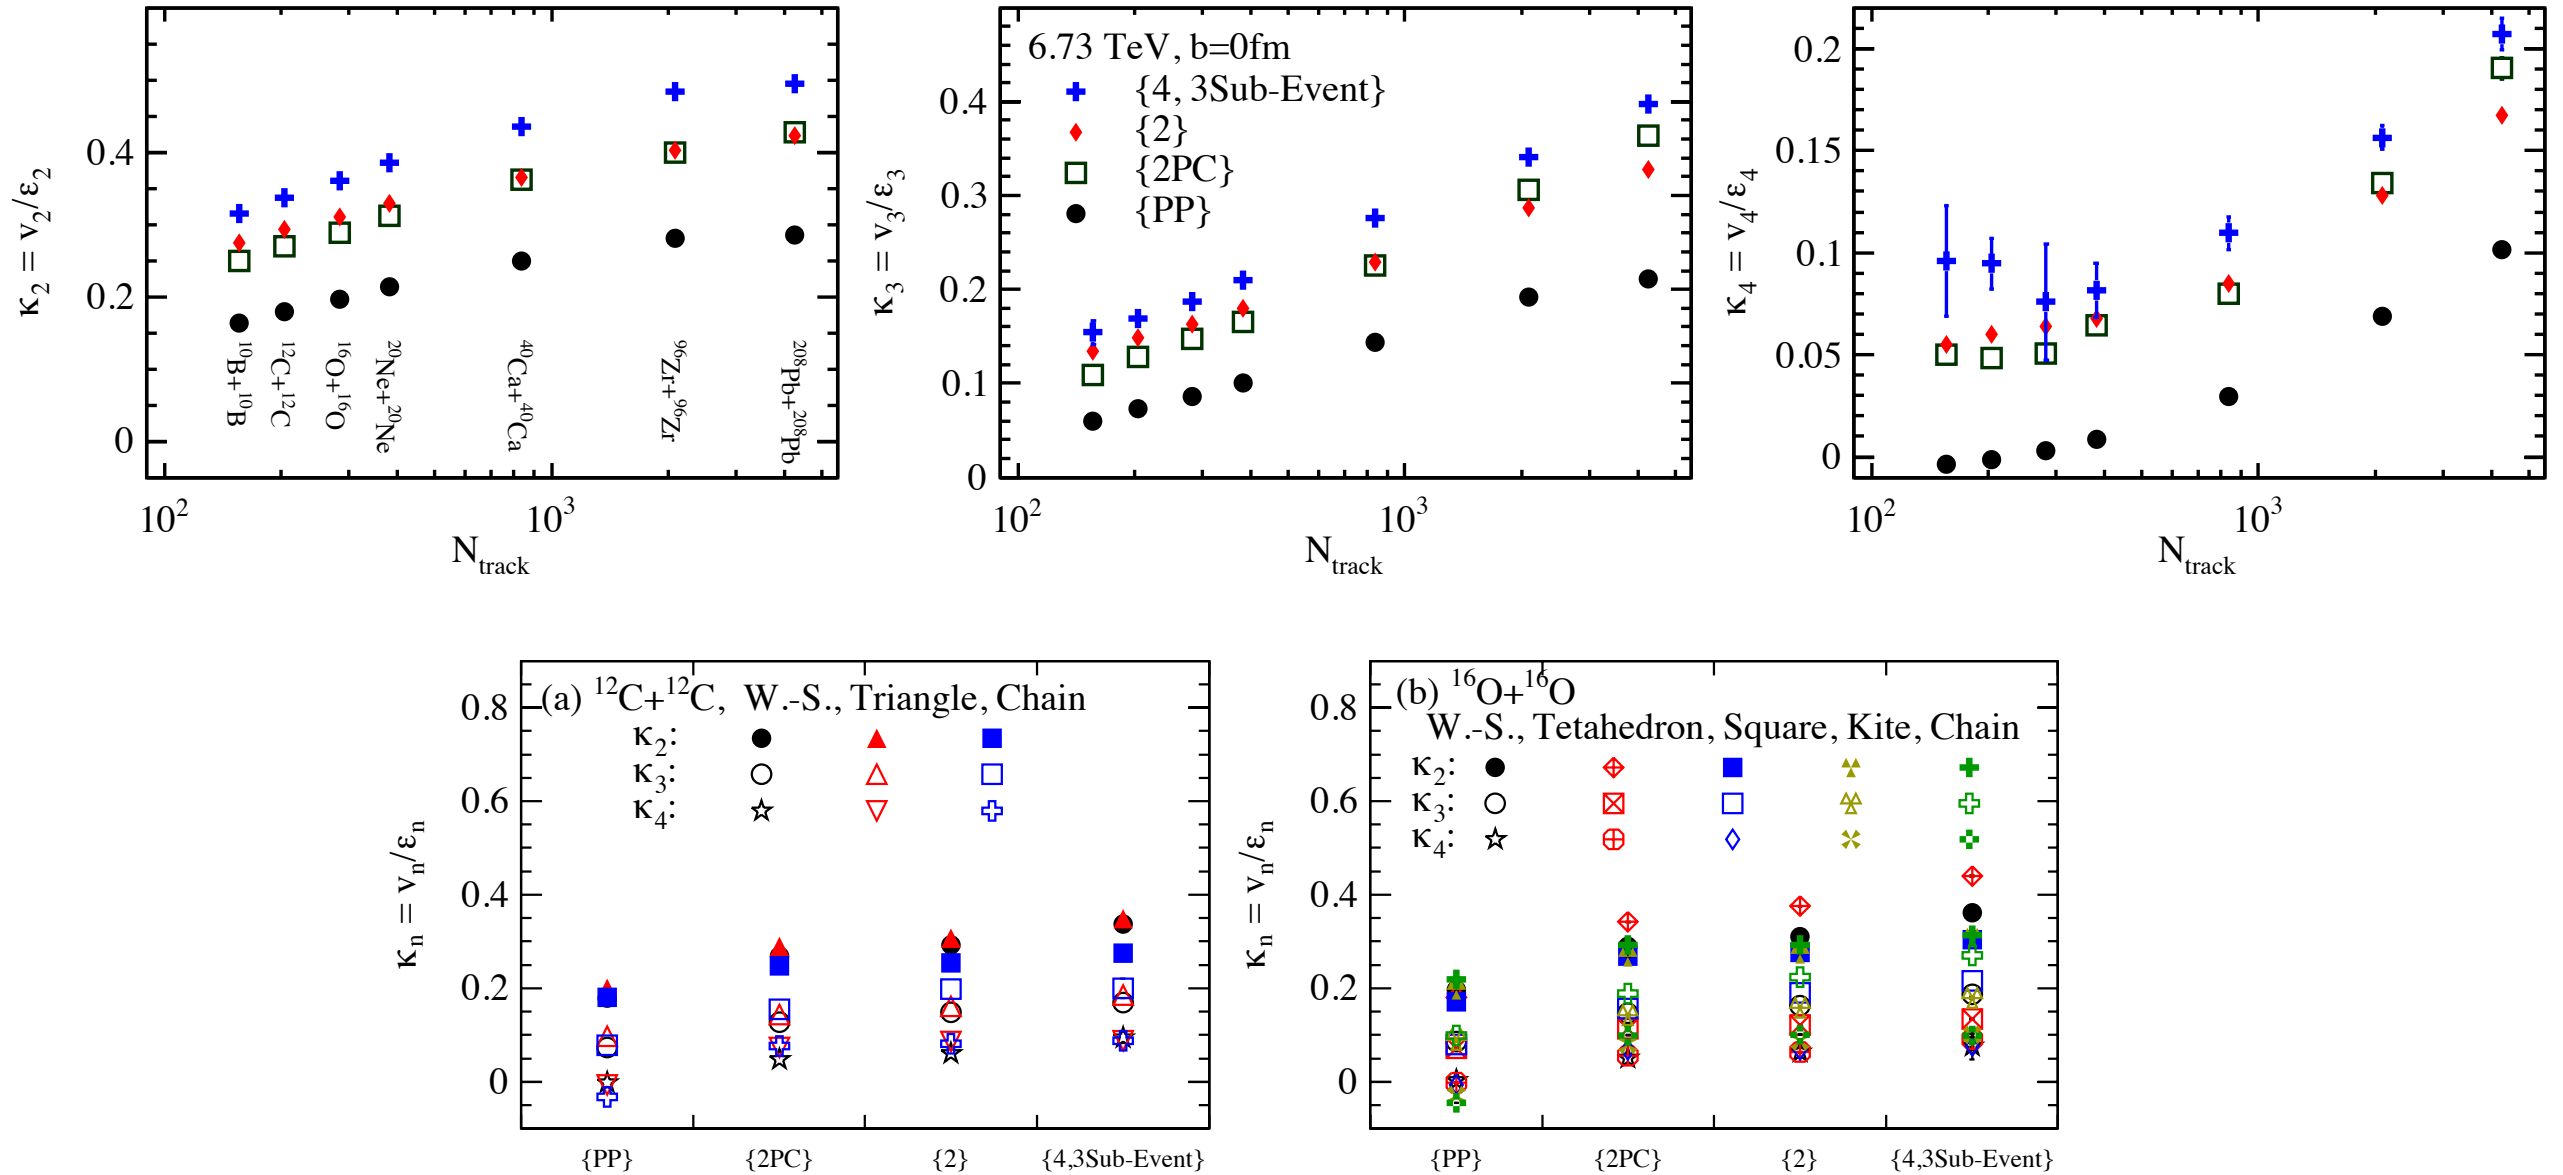 κ2 = v2/ε2
0.4
0.2
0
10B+10B
12C+12C
16O+16O
20Ne+20Ne
40Ca+40Ca
96Zr+96Zr
208Pb+208Pb
10^2
10^3
Ntrack
κ3 = v3/ε3
0.4
0.3
0.2
0.1
0
6.73 TeV, b=0fm
{4, 3Sub-Event}
{2}
{2PC}
{PP}
10^2
10^3
Ntrack
κ4 = v4/ε4
0.2
0.15
0.1
0.05
0
10^2
10^3
Ntrack
κn = vn/εn
0.8
0.6
0.4
0.2
0
(a) 12C+12C, W.-S., Triangle, Chain
κ2:
κ3:
κ4:
{PP}
{2PC}
{2}
{4,3Sub-Event}
κn = vn/εn
0.8
0.6
0.4
0.2
0
(b) 16O+16O
W.-S., Tetahedron, Square, Kite, Chain
κ2:
κ3:
κ4:
{PP}
{2PC}
{2}
{4,3Sub-Event}